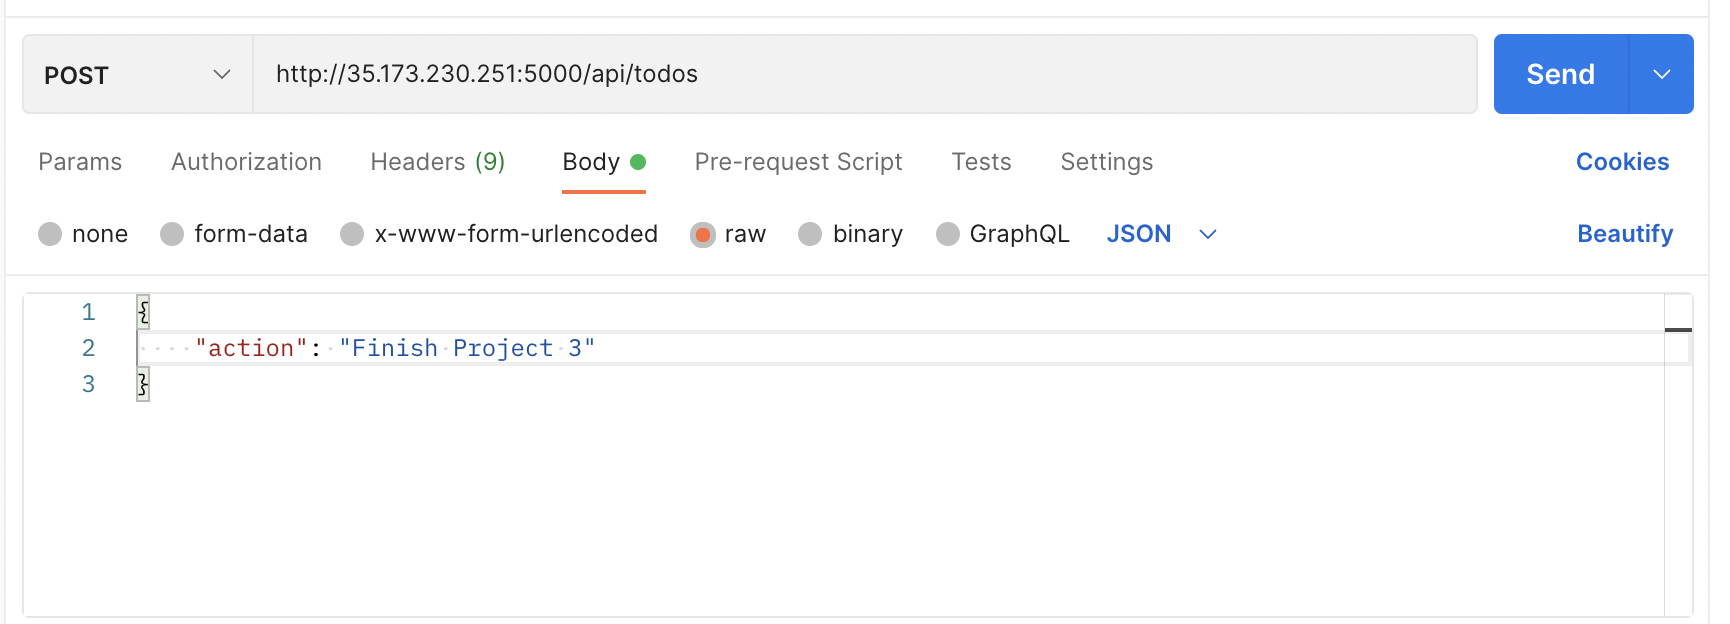 POST http://35.173.230.251:5000/api/todos Send
Params Authorization Headers (9) Body Pre-request Script Tests Settings Cookies
none form-data x-www-form-urlencoded raw binary GraphQL JSON Beautify
1 {
2 "action": "Finish Project 3"
3 }